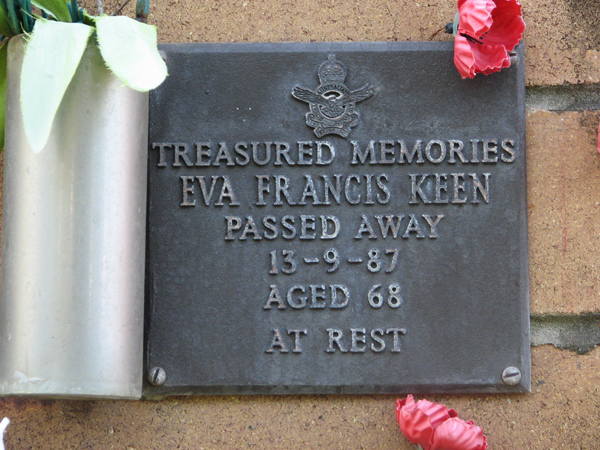 TREASURED MEMORIES
EVA FRANCIS KEEN
PASSED AWAY
13-9-87
AGED 68
AT REST